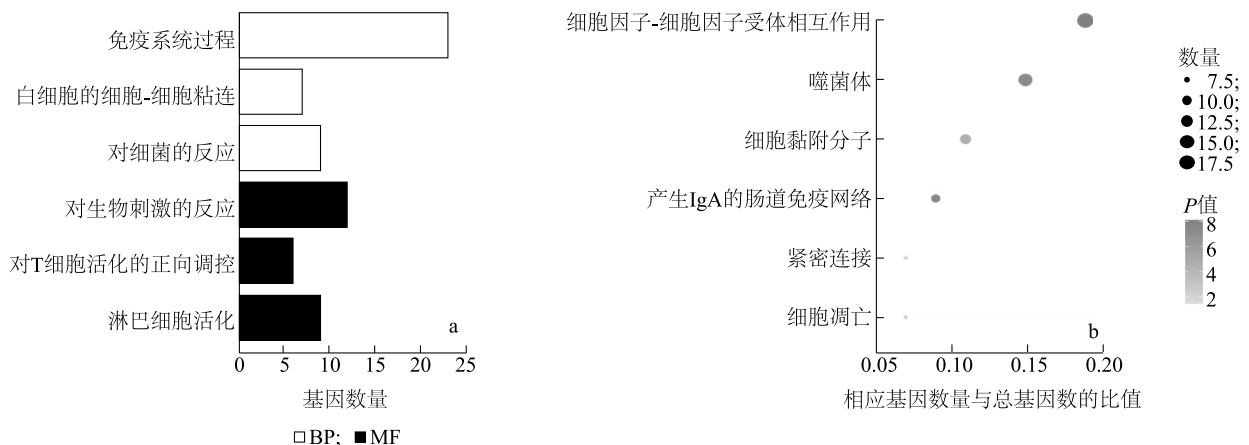 免疫系统过程
白细胞的细胞-细胞粘连
对细菌的反应
对生物刺激的反应
对T细胞活化的正向调控
淋巴细胞活化
a
0 5 10 15 20 25
基因数量
BP; MF
细胞因子-细胞因子受体相互作用
噬菌体
细胞黏附分子
产生IgA的肠道免疫网络
紧密连接
细胞凋亡
b
0.05 0.10 0.15 0.20
相应基因数量与总基因数的比值
数量
7.5;
10.0;
12.5;
15.0;
17.5
P值
8
6
4
2